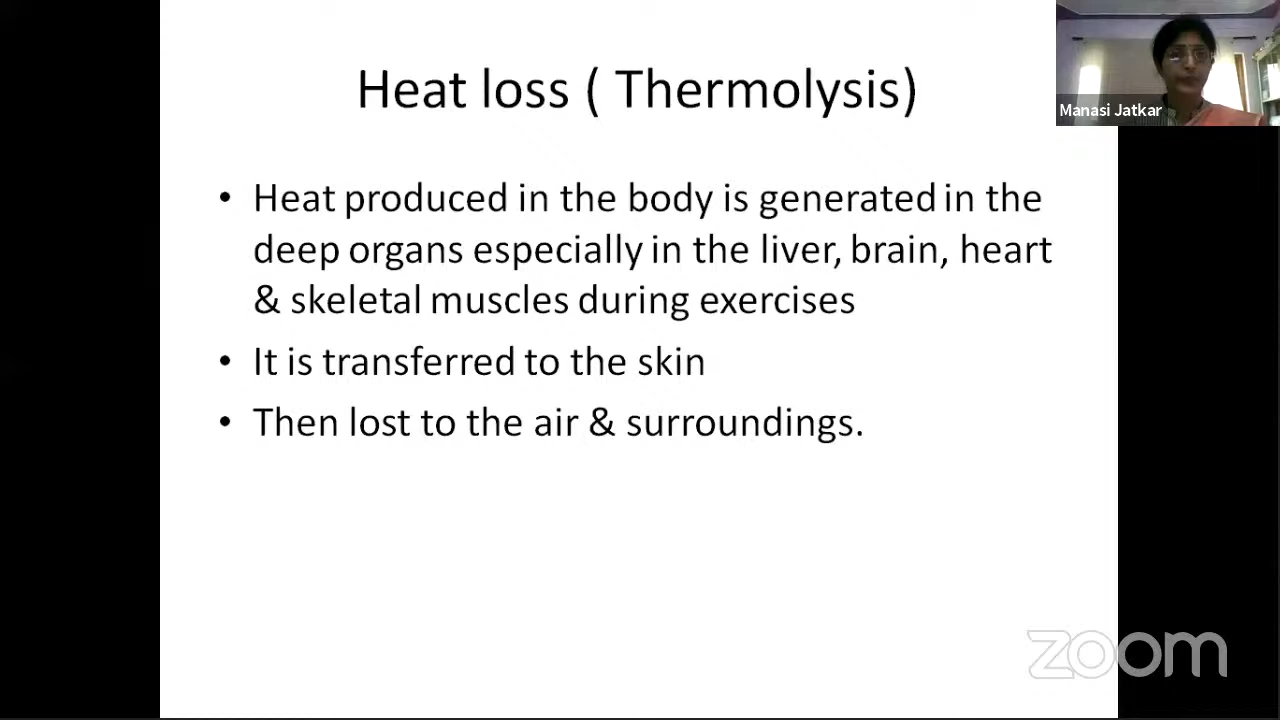 Heat loss ( Thermolysis)
Manasi Jatkar
• Heat produced in the body is generated in the
deep organs especially in the liver, brain, heart
& skeletal muscles during exercises
• It is transferred to the skin
• Then lost to the air & surroundings.
zoom